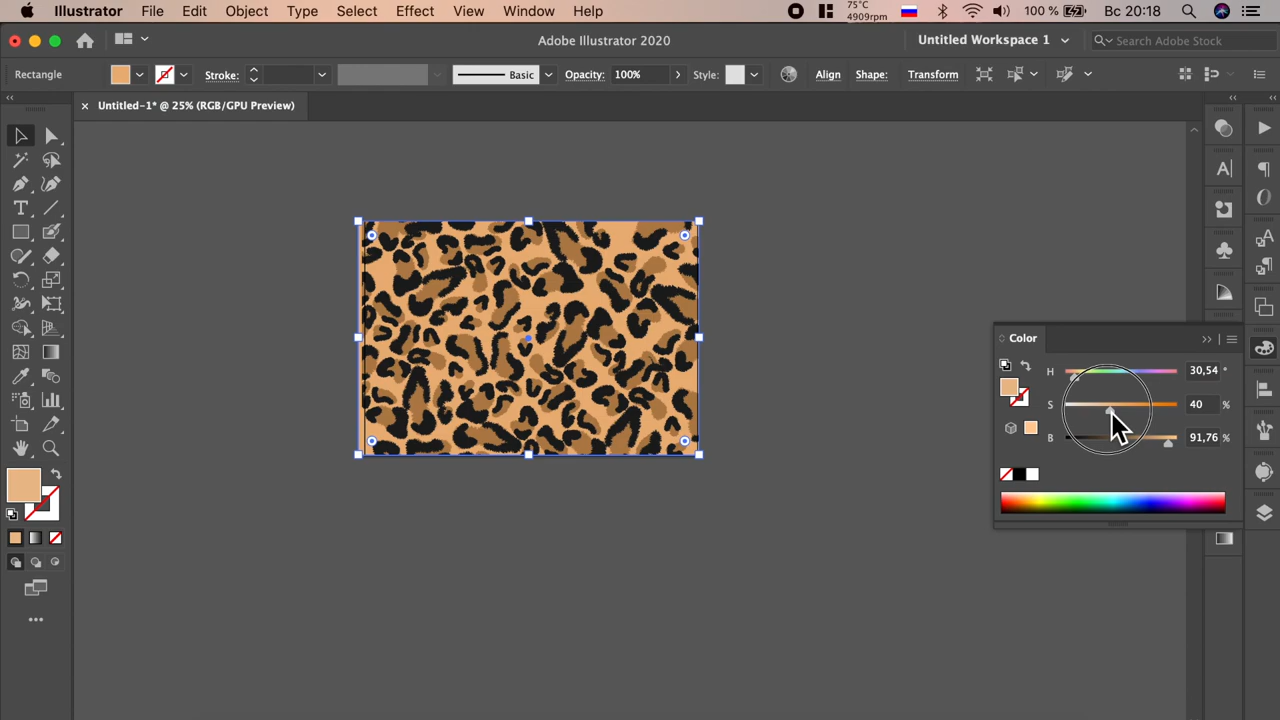 Illustrator File Edit Object Type Select Effect View Window Help 75°C 4909rpm 100 % Вс 20:18
Adobe Illustrator 2020 Untitled Workspace 1 Search Adobe Stock
Rectangle Stroke: Basic Opacity: 100% Style: Align Shape: Transform
Untitled-1* @ 25% (RGB/GPU Preview)
Color
H 30,54 °
S 40 %
B 91,76 %